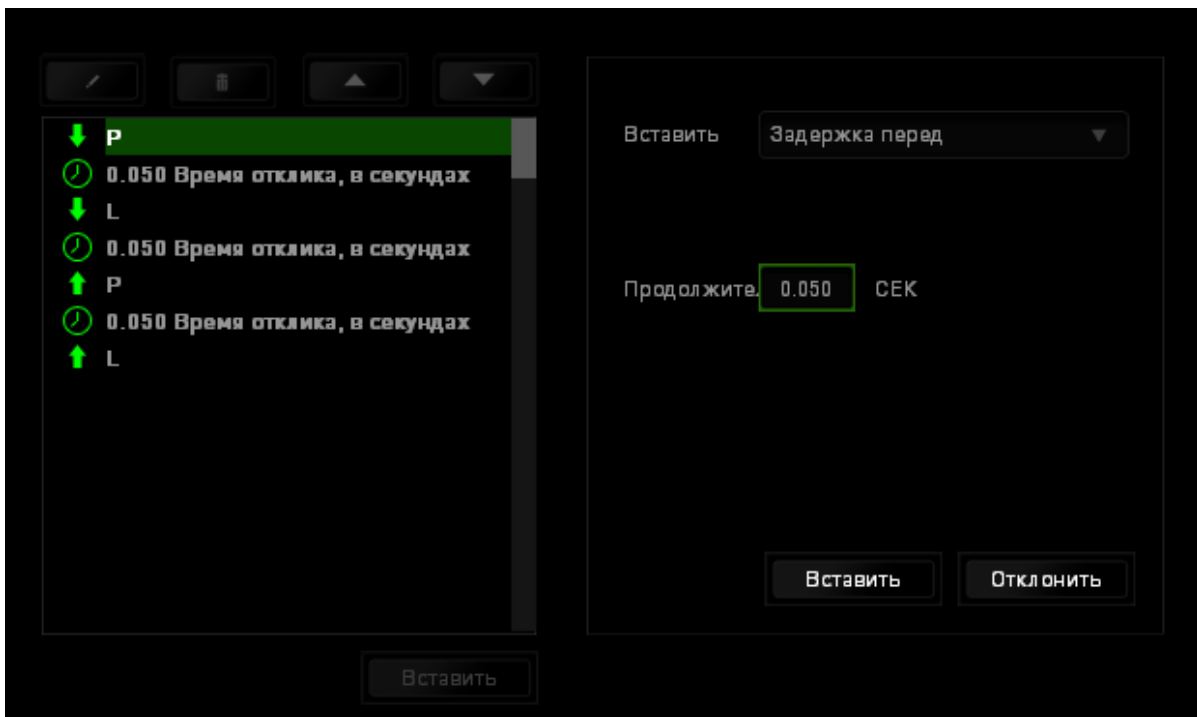 P
0.050 Время отклика, в секундах
L
0.050 Время отклика, в секундах
P
0.050 Время отклика, в секундах
L
Вставить
Вставить Задержка перед
Продолжител 0.050 СЕК
Вставить Отклонить